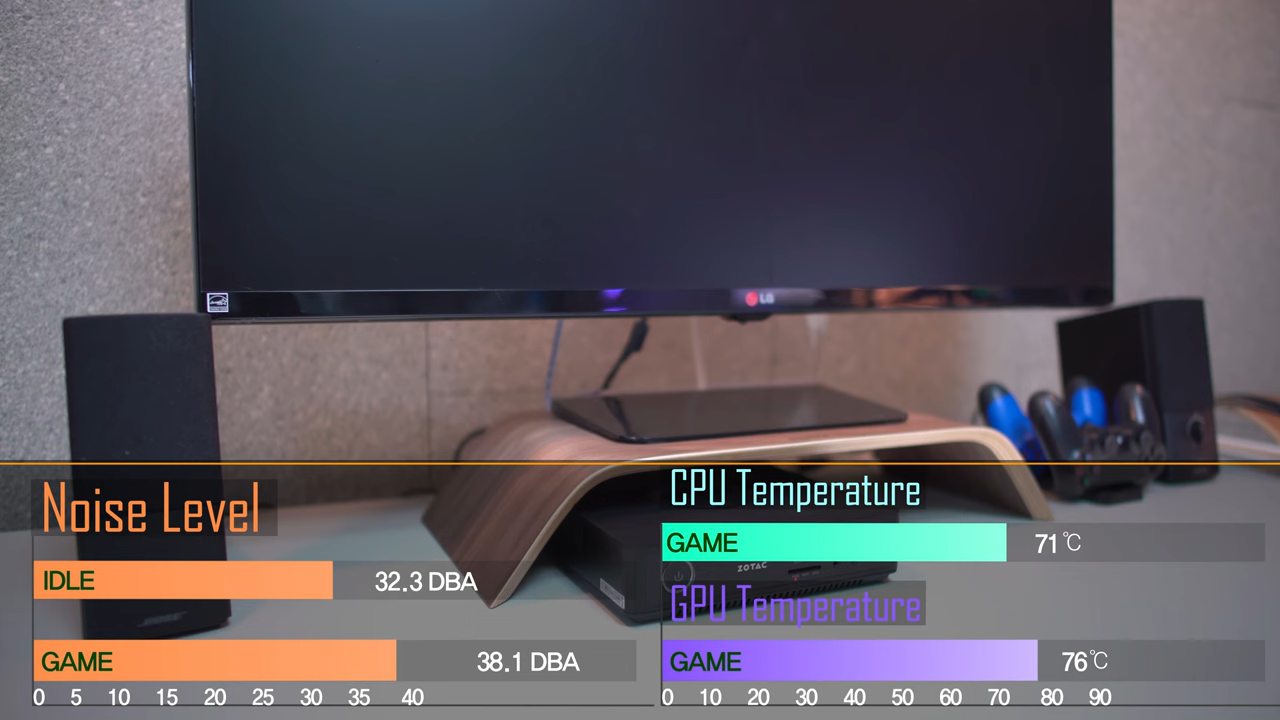 LG
Noise Level
IDLE 32.3 DBA
GAME 38.1 DBA
0 5 10 15 20 25 30 35 40
CPU Temperature
GAME 71℃
ZOTAC
GPU Temperature
GAME 76℃
0 10 20 30 40 50 60 70 80 90